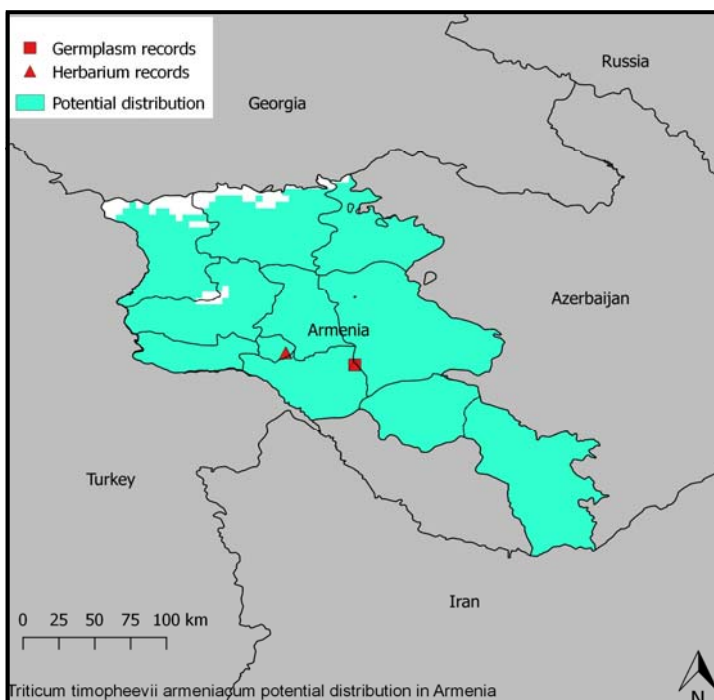 Germplasm records
Herbarium records
Potential distribution
Russia
Georgia
Azerbaijan
Armenia
Turkey
Iran
0 25 50 75 100 km
Triticum timopheevii armeniacum potential distribution in Armenia
N